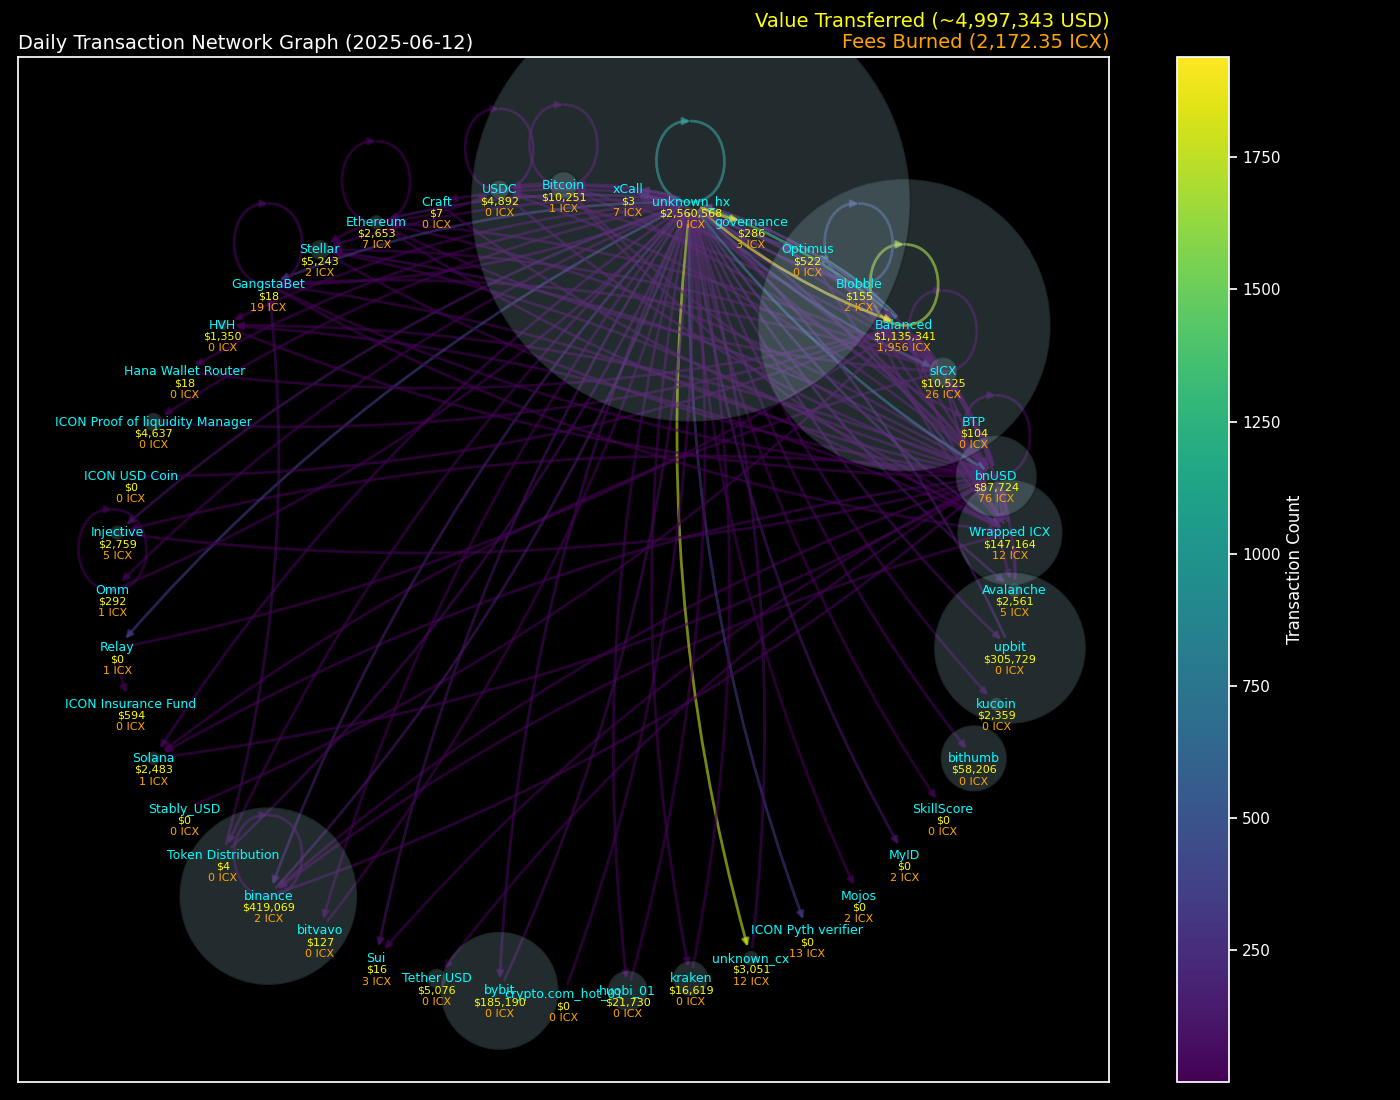 Value Transferred (~4,997,343 USD)
Daily Transaction Network Graph (2025-06-12)
Fees Burned (2,172.35 ICX)
unknown_hx
$2,560,568
0 ICX
xCall
$3
7 ICX
Bitcoin
$10,251
1 ICX
USDC
$4,892
0 ICX
Craft
$7
0 ICX
Ethereum
$2,653
7 ICX
Stellar
$5,243
2 ICX
GangstaBet
$18
19 ICX
HVH
$1,350
0 ICX
Hana Wallet Router
$18
0 ICX
ICON Proof of liquidity Manager
$4,637
0 ICX
ICON USD Coin
$0
0 ICX
Injective
$2,759
5 ICX
Omm
$292
1 ICX
Relay
$0
1 ICX
ICON Insurance Fund
$594
0 ICX
Solana
$2,483
1 ICX
Stably_USD
$0
0 ICX
Token Distribution
$4
0 ICX
binance
$419,069
2 ICX
bitvavo
$127
0 ICX
Sui
$16
3 ICX
Tether USD
$5,076
0 ICX
bybit
$185,190
0 ICX
crypto.com_hot_01
$0
0 ICX
huobi_01
$21,730
0 ICX
kraken
$16,619
0 ICX
unknown_cx
$3,051
12 ICX
ICON Pyth verifier
$0
13 ICX
Mojos
$0
2 ICX
MyID
$0
2 ICX
SkillScore
$0
0 ICX
bithumb
$58,206
0 ICX
kucoin
$2,359
0 ICX
upbit
$305,729
0 ICX
Avalanche
$2,561
5 ICX
Wrapped ICX
$147,164
12 ICX
bnUSD
$87,724
76 ICX
BTP
$104
0 ICX
sICX
$10,525
26 ICX
Balanced
$1,135,341
1,956 ICX
Blobble
$155
2 ICX
Optimus
$522
0 ICX
governance
$286
3 ICX
1750
1500
1250
1000
750
500
250
Transaction Count